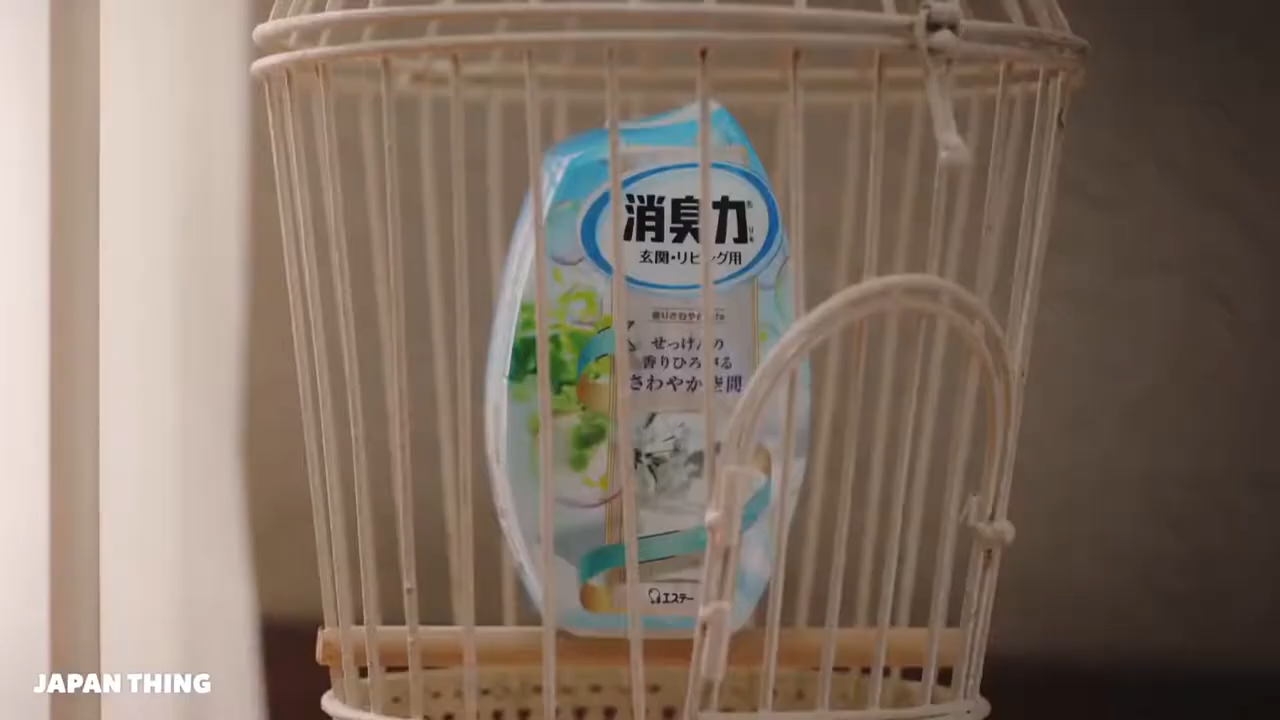 消臭力
玄関・リビング用
せっけんの
香りひろがる
さわやか空間
エステー
JAPAN THING